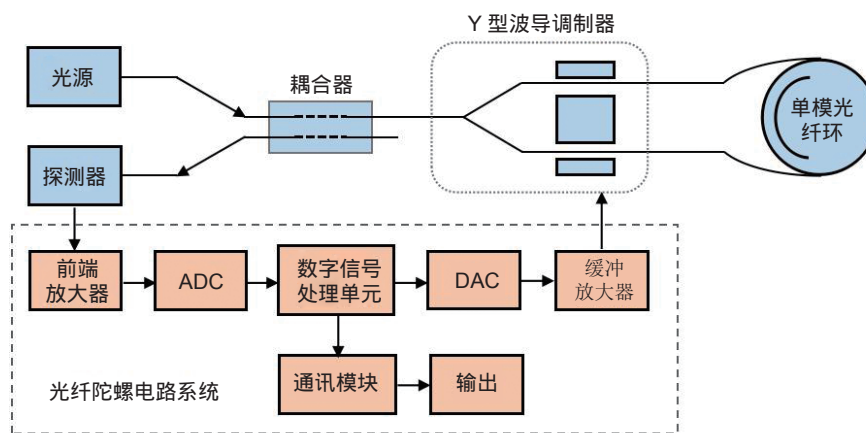 Y 型波导调制器
光源
耦合器
单模光
纤环
探测器
前端
放大器
ADC
数字信号
处理单元
DAC
缓冲
放大器
通讯模块
输出
光纤陀螺电路系统